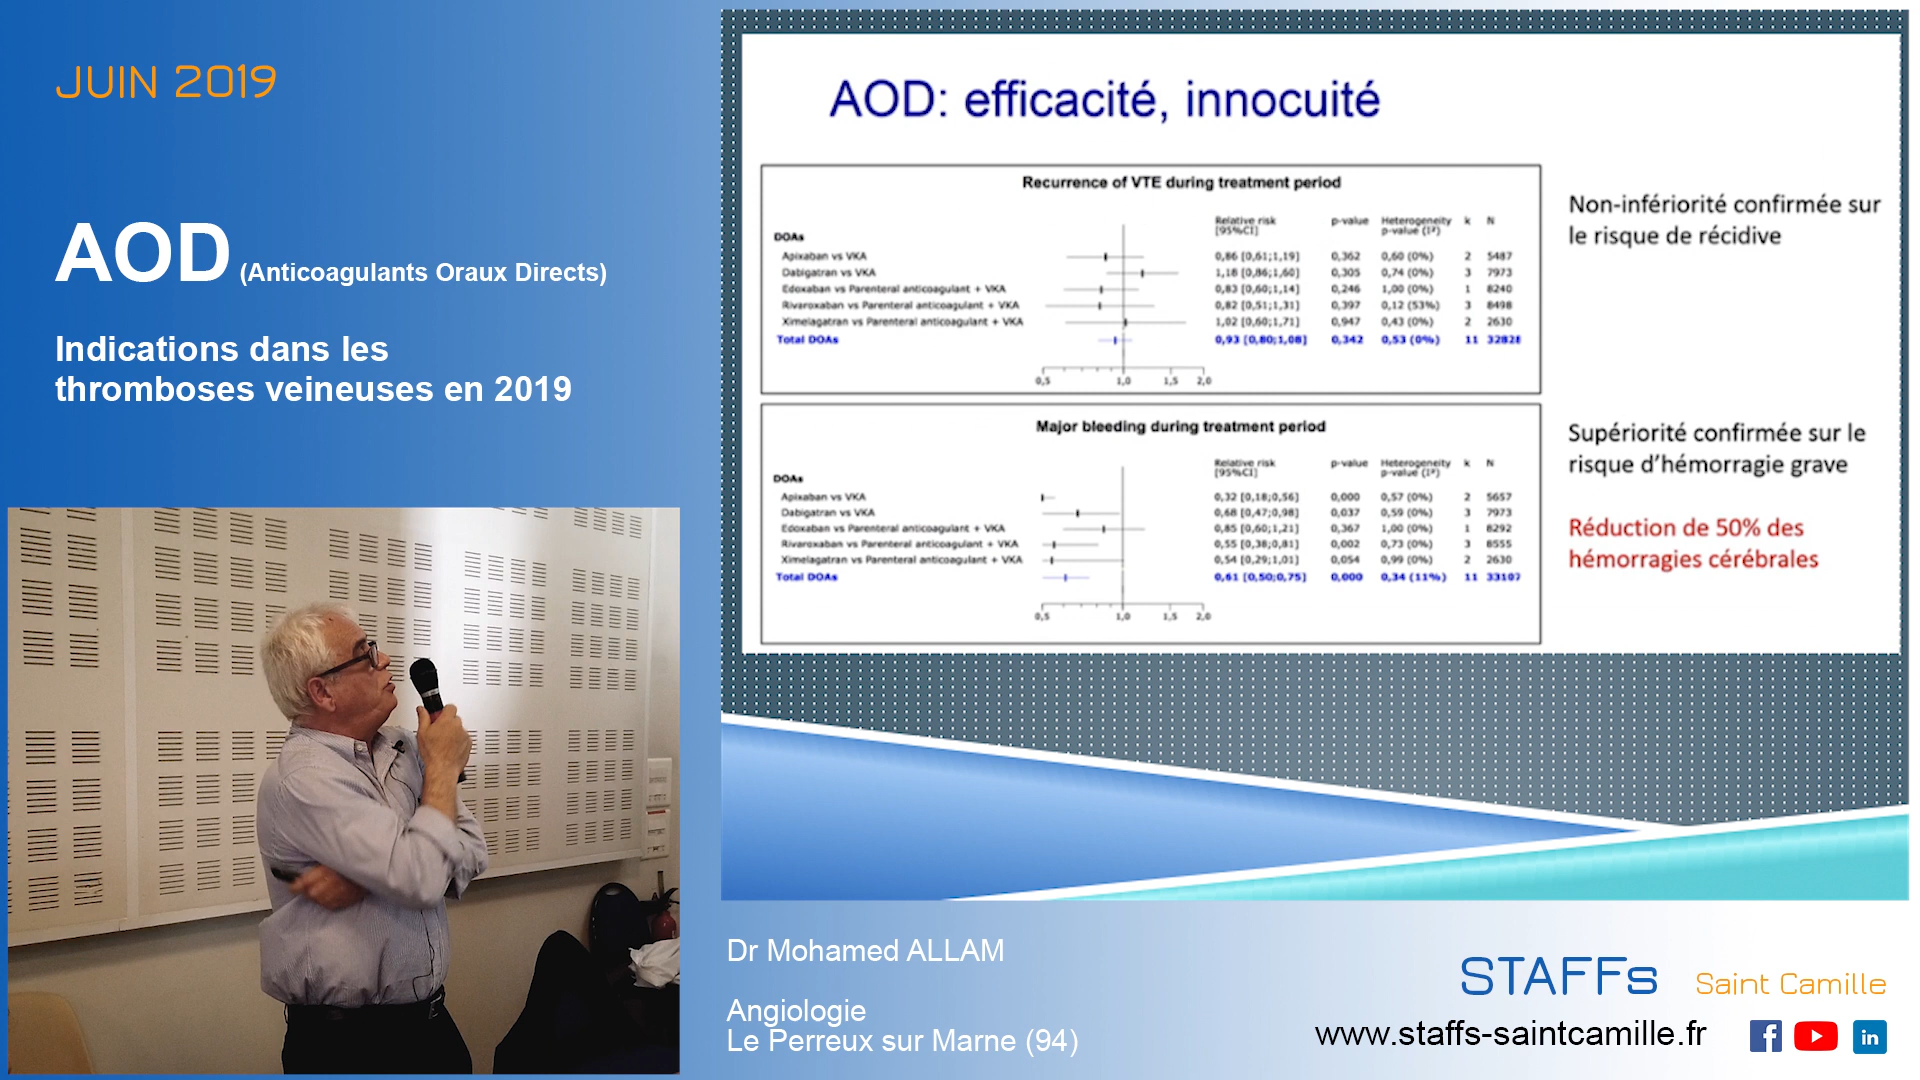 JUIN 2019
AOD (Anticoagulants Oraux Directs)
Indications dans les
thromboses veineuses en 2019
AOD: efficacité, innocuité
Recurrence of VTE during treatment period
Relative risk [95%CI] p-value Heterogeneity p-value (I²) k N
DOAs
Apixaban vs VKA 0,86 [0,61;1,19] 0,362 0,60 (0%) 2 5487
Dabigatran vs VKA 1,18 [0,86;1,60] 0,305 0,74 (0%) 3 7973
Edoxaban vs Parenteral anticoagulant + VKA 0,83 [0,60;1,14] 0,246 1,00 (0%) 1 8240
Rivaroxaban vs Parenteral anticoagulant + VKA 0,82 [0,51;1,31] 0,397 0,12 (53%) 3 8498
Ximelagatran vs Parenteral anticoagulant + VKA 1,02 [0,60;1,71] 0,947 0,43 (0%) 2 2630
Total DOAs 0,93 [0,80;1,08] 0,342 0,53 (0%) 11 32828
0,5 1,0 1,5 2,0
Non-infériorité confirmée sur
le risque de récidive
Major bleeding during treatment period
Relative risk [95%CI] p-value Heterogeneity p-value (I²) k N
DOAs
Apixaban vs VKA 0,32 [0,18;0,56] 0,000 0,57 (0%) 2 5657
Dabigatran vs VKA 0,68 [0,47;0,98] 0,037 0,59 (0%) 3 7973
Edoxaban vs Parenteral anticoagulant + VKA 0,85 [0,60;1,21] 0,367 1,00 (0%) 1 8292
Rivaroxaban vs Parenteral anticoagulant + VKA 0,55 [0,38;0,81] 0,002 0,73 (0%) 3 8555
Ximelagatran vs Parenteral anticoagulant + VKA 0,54 [0,29;1,01] 0,054 0,99 (0%) 2 2630
Total DOAs 0,61 [0,50;0,75] 0,000 0,34 (11%) 11 33107
0,5 1,0 1,5 2,0
Supériorité confirmée sur le
risque d'hémorragie grave
Réduction de 50% des
hémorragies cérébrales
Dr Mohamed ALLAM
Angiologie
Le Perreux sur Marne (94)
STAFFs Saint Camille
www.staffs-saintcamille.fr